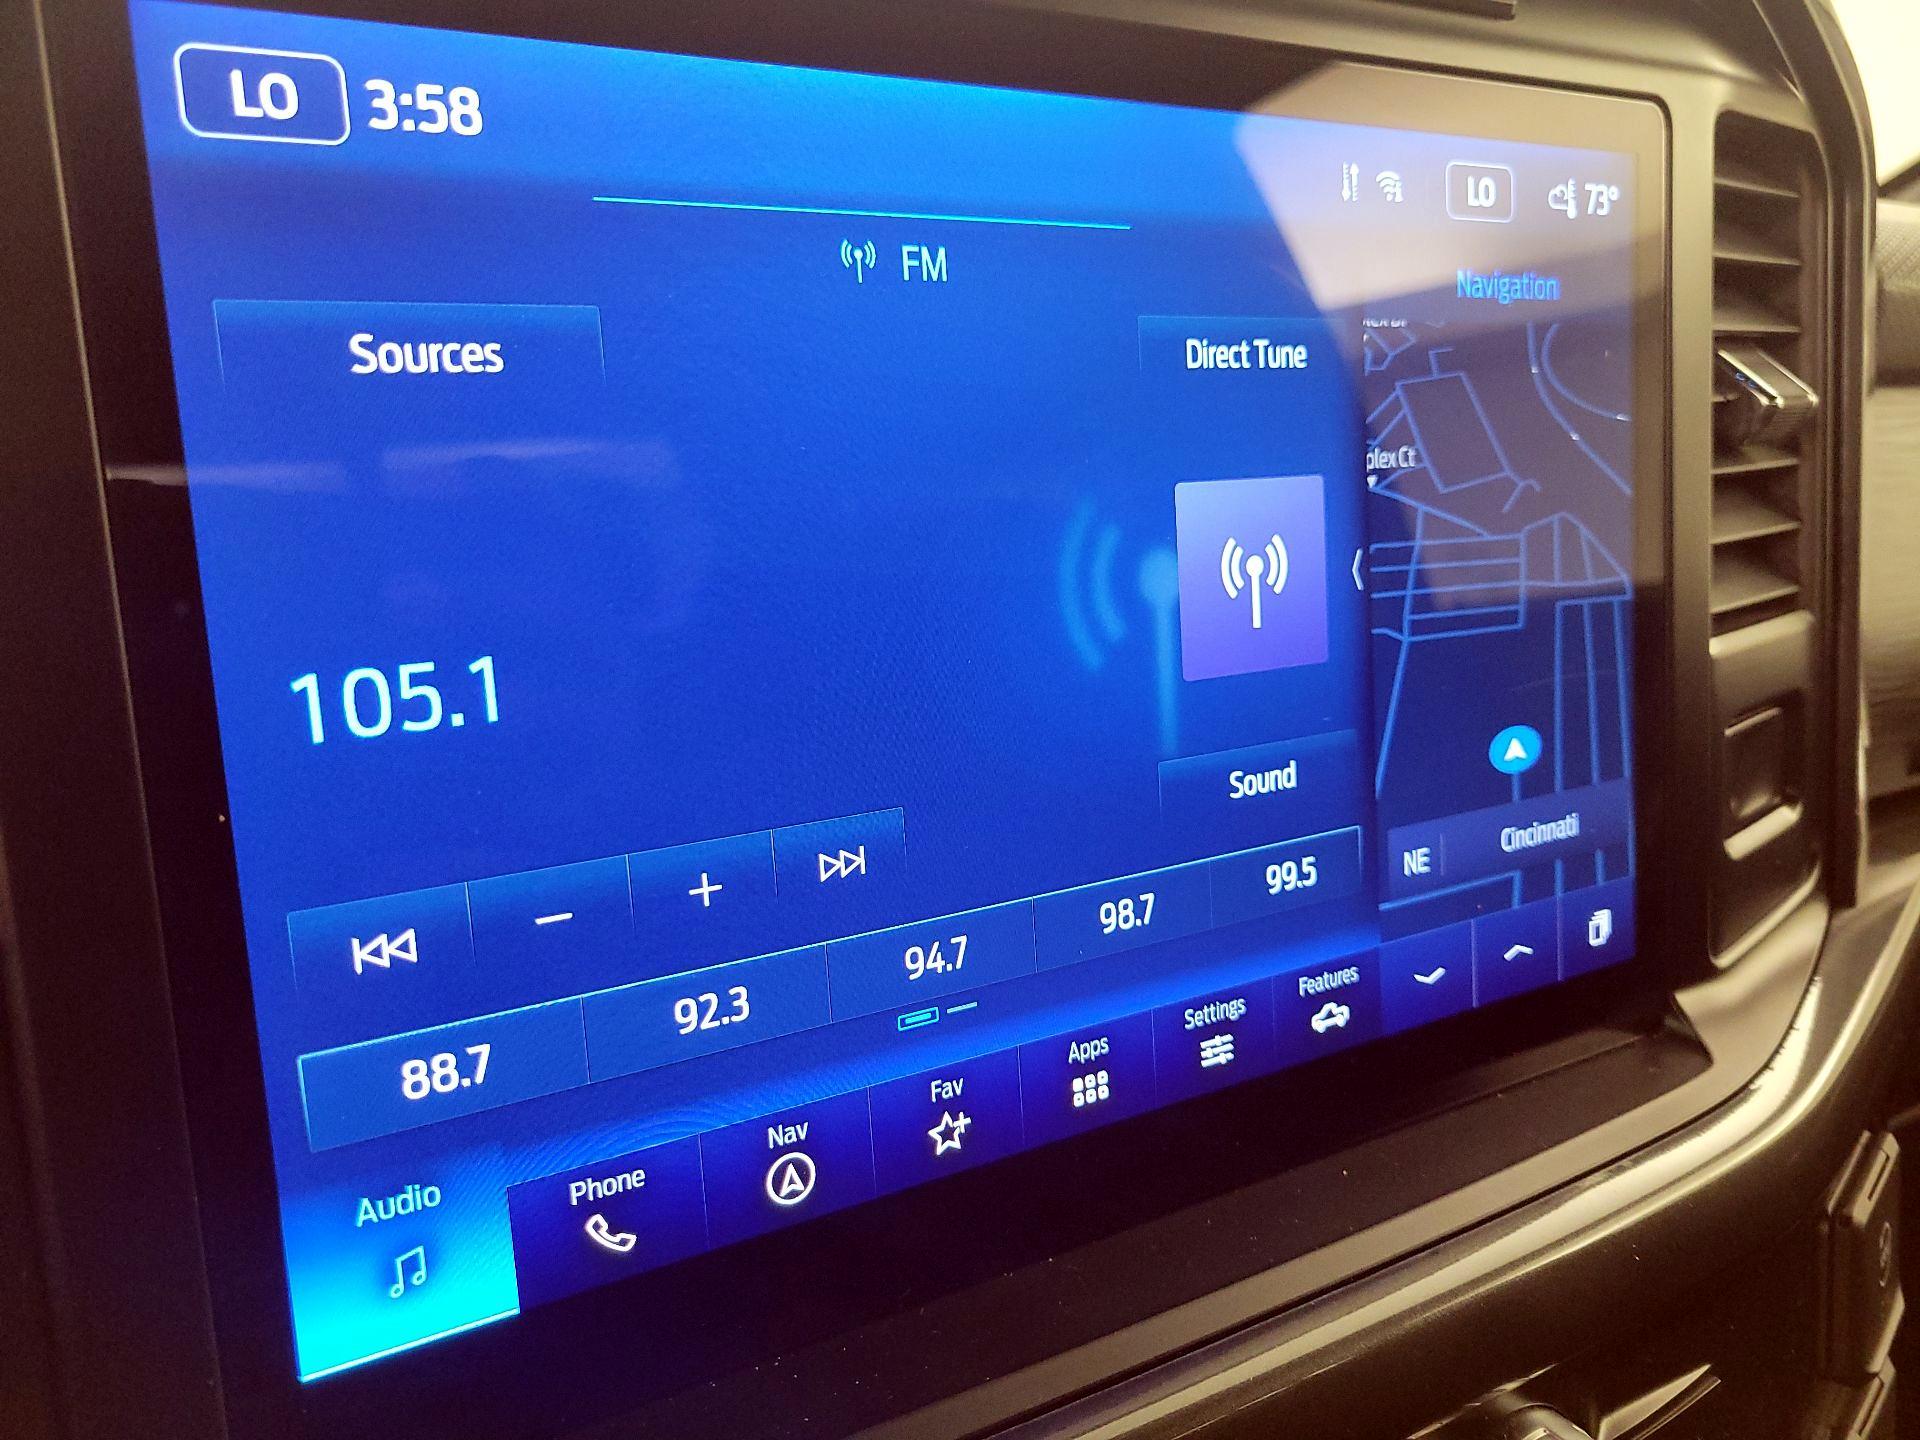 LO 3:58
LO 73°
FM
Navigation
Sources
Direct Tune
plex Ct
105.1
Sound
NE Cincinnati
88.7 92.3 94.7 98.7 99.5
Audio Phone Nav Fav Apps Settings Features